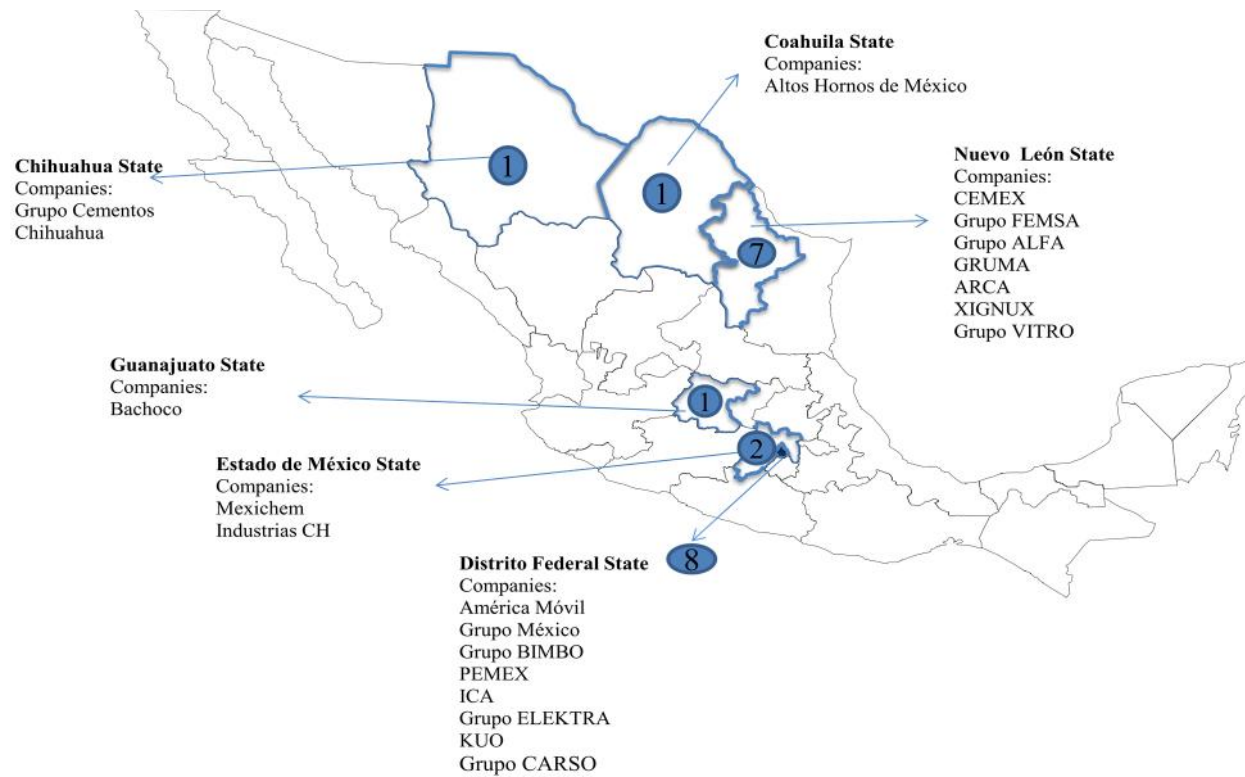 Coahuila State
Companies:
Altos Hornos de México
Chihuahua State
Companies:
Grupo Cementos
Chihuahua
1
1
Nuevo León State
Companies:
CEMEX
Grupo FEMSA
Grupo ALFA
GRUMA
ARCA
XIGNUX
Grupo VITRO
7
Guanajuato State
Companies:
Bachoco
1
Estado de México State
Companies:
Mexichem
Industrias CH
2
Distrito Federal State
Companies:
América Móvil
Grupo México
Grupo BIMBO
PEMEX
ICA
Grupo ELEKTRA
KUO
Grupo CARSO
8